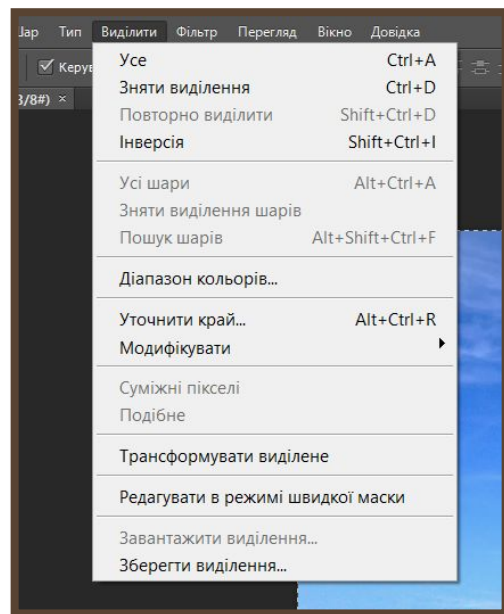 Шар Тип Виділити Фільтр Перегляд Вікно Довідка
Керув
3/8#) ×
Усе Ctrl+A
Зняти виділення Ctrl+D
Повторно виділити Shift+Ctrl+D
Інверсія Shift+Ctrl+I
Усі шари Alt+Ctrl+A
Зняти виділення шарів
Пошук шарів Alt+Shift+Ctrl+F
Діапазон кольорів...
Уточнити край... Alt+Ctrl+R
Модифікувати
Суміжні пікселі
Подібне
Трансформувати виділене
Редагувати в режимі швидкої маски
Завантажити виділення...
Зберегти виділення...